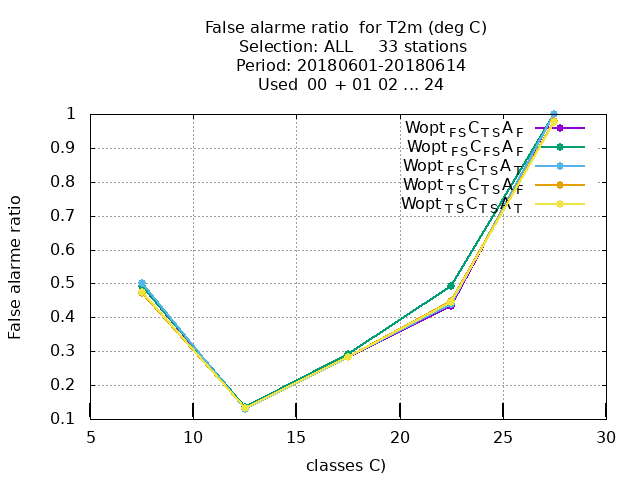 False alarme ratio for T2m (deg C)
Selection: ALL 33 stations
Period: 20180601-20180614
Used 00 + 01 02 ... 24
1
0.9
0.8
0.7
0.6
0.5
0.4
0.3
0.2
0.1
False alarme ratio
Wopt FS C TS A F
Wopt FS C FS A F
Wopt FS C TS A T
Wopt TS C TS A F
Wopt TS C TS A T
5 10 15 20 25 30
classes C)